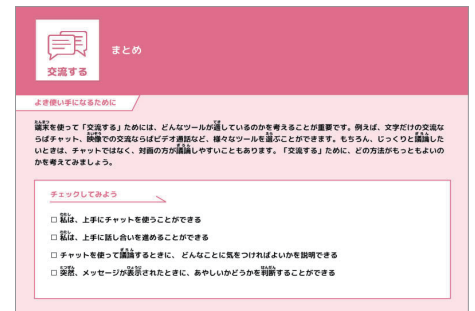 交流する
まとめ
よき使い手になるために
端末を使って「交流する」ためには、どんなツールが適しているのかを考えることが重要です。例えば、文字だけの交流な
らばチャット、映像での交流ならばビデオ通話など、様々なツールを選ぶことができます。もちろん、じっくりと議論した
いときは、チャットではなく、対面の方が議論しやすいこともあります。「交流する」ために、どの方法がもっともよいの
かを考えてみましょう。
チェックしてみよう
□ 私は、上手にチャットを使うことができる
□ 私は、上手に話し合いを進めることができる
□ チャットを使って議論するときに、どんなことに気をつければよいかを説明できる
□ 突然、メッセージが表示されたときに、あやしいかどうかを判断することができる